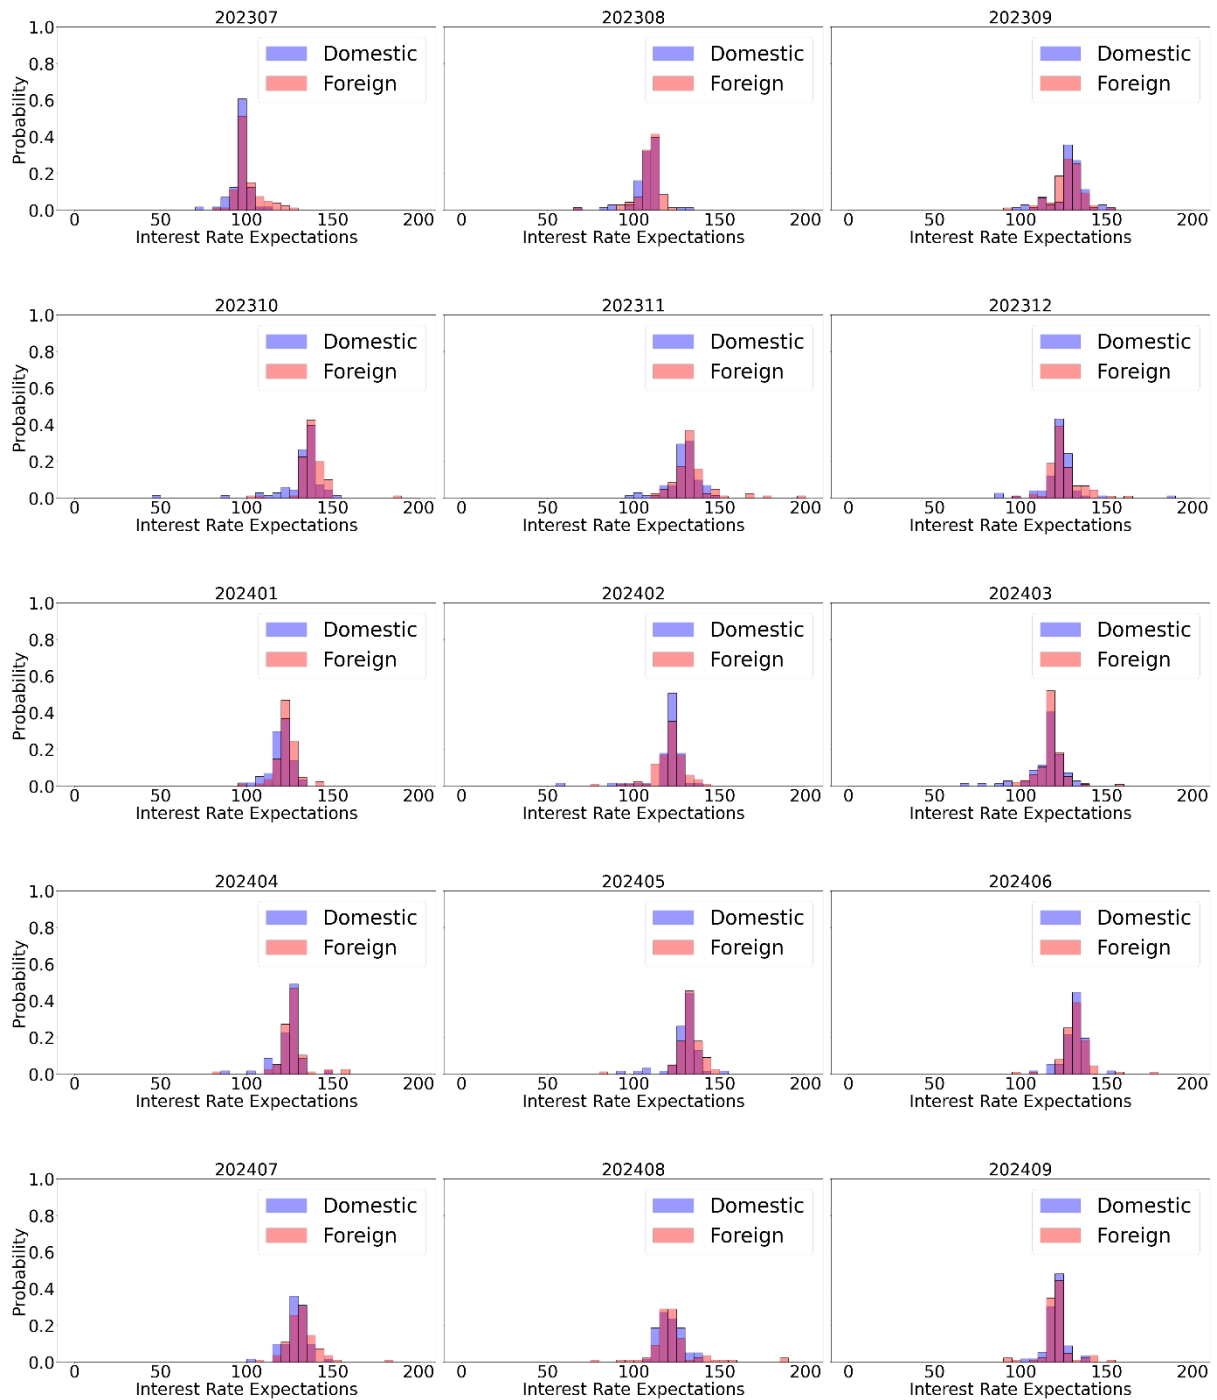 202307 202308 202309
1.0 Domestic Domestic Domestic
0.8 Foreign Foreign Foreign
0.6
0.4
0.2
0.0
Probability
0 50 100 150 200 0 50 100 150 200 0 50 100 150 200
Interest Rate Expectations Interest Rate Expectations Interest Rate Expectations
202310 202311 202312
1.0 Domestic Domestic Domestic
0.8 Foreign Foreign Foreign
0.6
0.4
0.2
0.0
Probability
0 50 100 150 200 0 50 100 150 200 0 50 100 150 200
Interest Rate Expectations Interest Rate Expectations Interest Rate Expectations
202401 202402 202403
1.0 Domestic Domestic Domestic
0.8 Foreign Foreign Foreign
0.6
0.4
0.2
0.0
Probability
0 50 100 150 200 0 50 100 150 200 0 50 100 150 200
Interest Rate Expectations Interest Rate Expectations Interest Rate Expectations
202404 202405 202406
1.0 Domestic Domestic Domestic
0.8 Foreign Foreign Foreign
0.6
0.4
0.2
0.0
Probability
0 50 100 150 200 0 50 100 150 200 0 50 100 150 200
Interest Rate Expectations Interest Rate Expectations Interest Rate Expectations
202407 202408 202409
1.0 Domestic Domestic Domestic
0.8 Foreign Foreign Foreign
0.6
0.4
0.2
0.0
Probability
0 50 100 150 200 0 50 100 150 200 0 50 100 150 200
Interest Rate Expectations Interest Rate Expectations Interest Rate Expectations